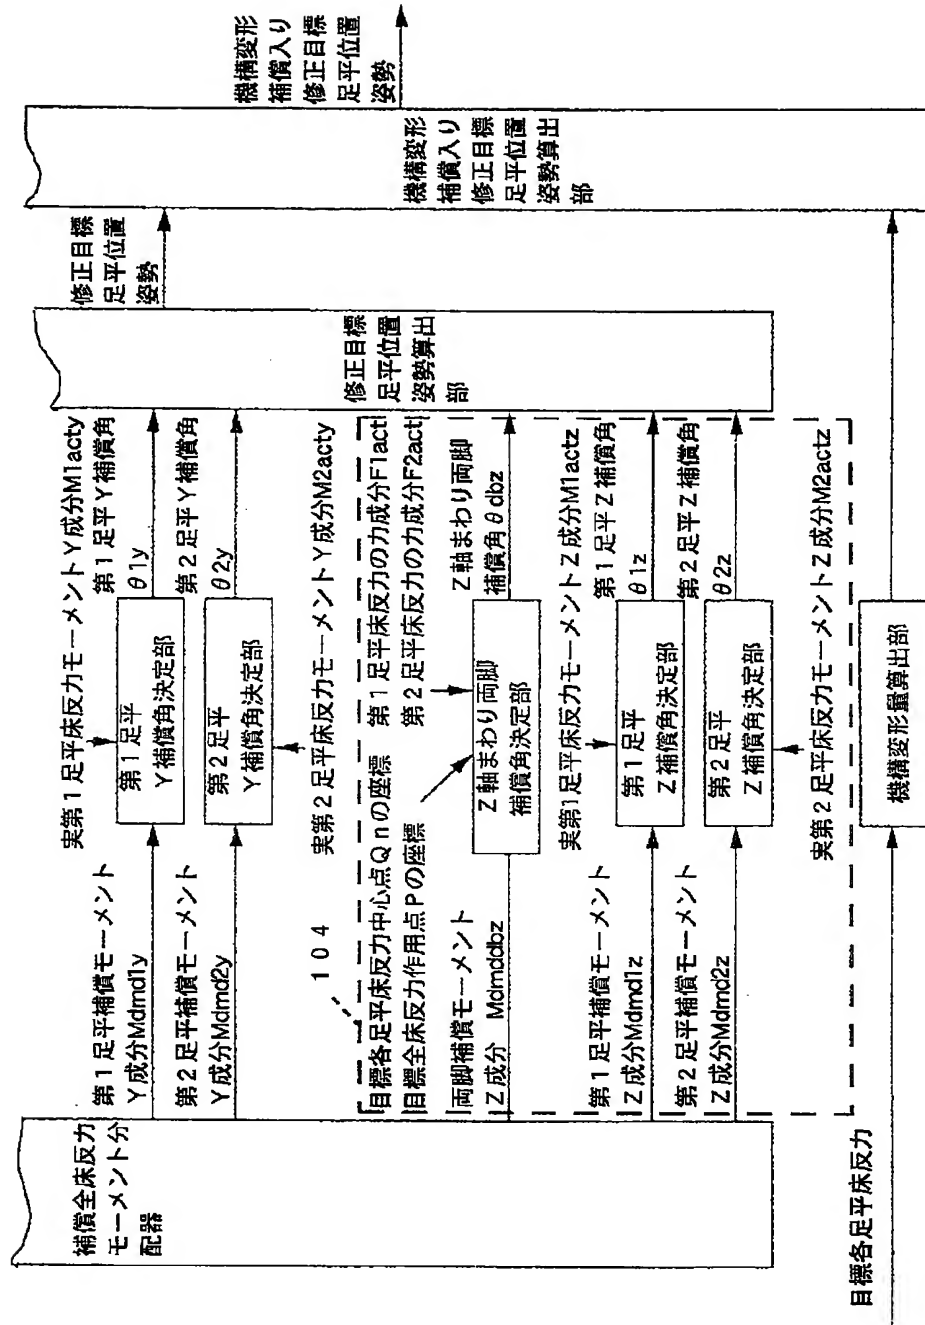 補償全床反力
モーメント分
配器
第1足平補償モーメント
Y成分Mdmd1y
第2足平補償モーメント
Y成分Mdmd2y
実第1足平床反力モーメントY成分M1acty
第1足平
Y補償角決定部
第2足平
Y補償角決定部
実第2足平床反力モーメントY成分M2acty
第1足平Y補償角
θ1y
第2足平Y補償角
θ2y
104
目標各足平床反力中心点Qnの座標
第1足平床反力の力成分F1act
目標全床反力作用点Pの座標
第2足平床反力の力成分F2act
両脚補償モーメント
Z成分 Mdmddbz
Z軸まわり両脚
補償角決定部
Z軸まわり両脚
補償角θdbz
第1足平補償モーメント
Z成分Mdmd1z
第2足平補償モーメント
Z成分Mdmd2z
実第1足平床反力モーメントZ成分M1actz
第1足平
Z補償角決定部
第2足平
Z補償角決定部
実第2足平床反力モーメントZ成分M2actz
第1足平Z補償角
θ1z
第2足平Z補償角
θ2z
修正目標
足平位置
姿勢算出
部
修正目標
足平位置
姿勢
目標各足平床反力
機構変形量算出部
機構変形
補償入り
修正目標
足平位置
姿勢算出
部
機構変形
補償入り
修正目標
足平位置
姿勢